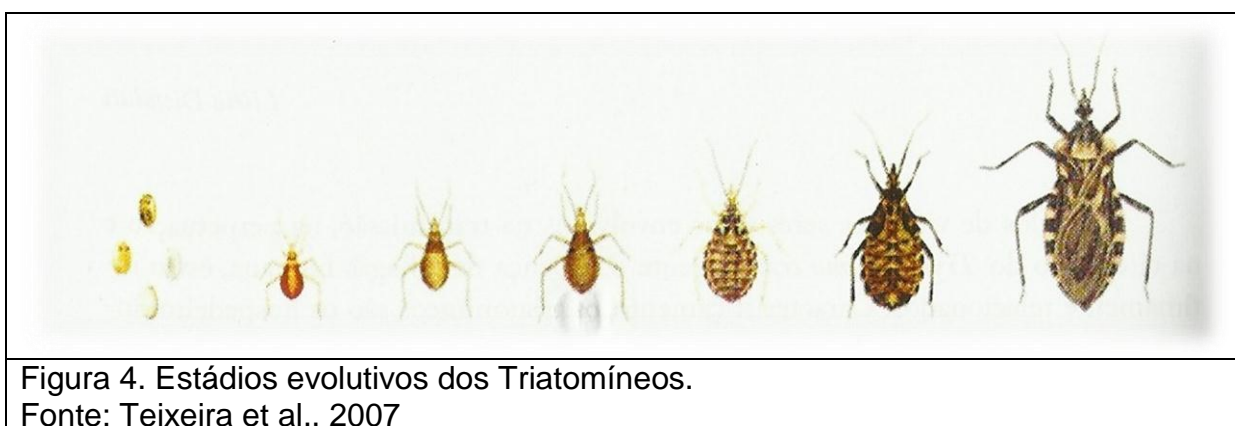 Figura 4. Estádios evolutivos dos Triatomíneos.
Fonte: Teixeira et al.. 2007